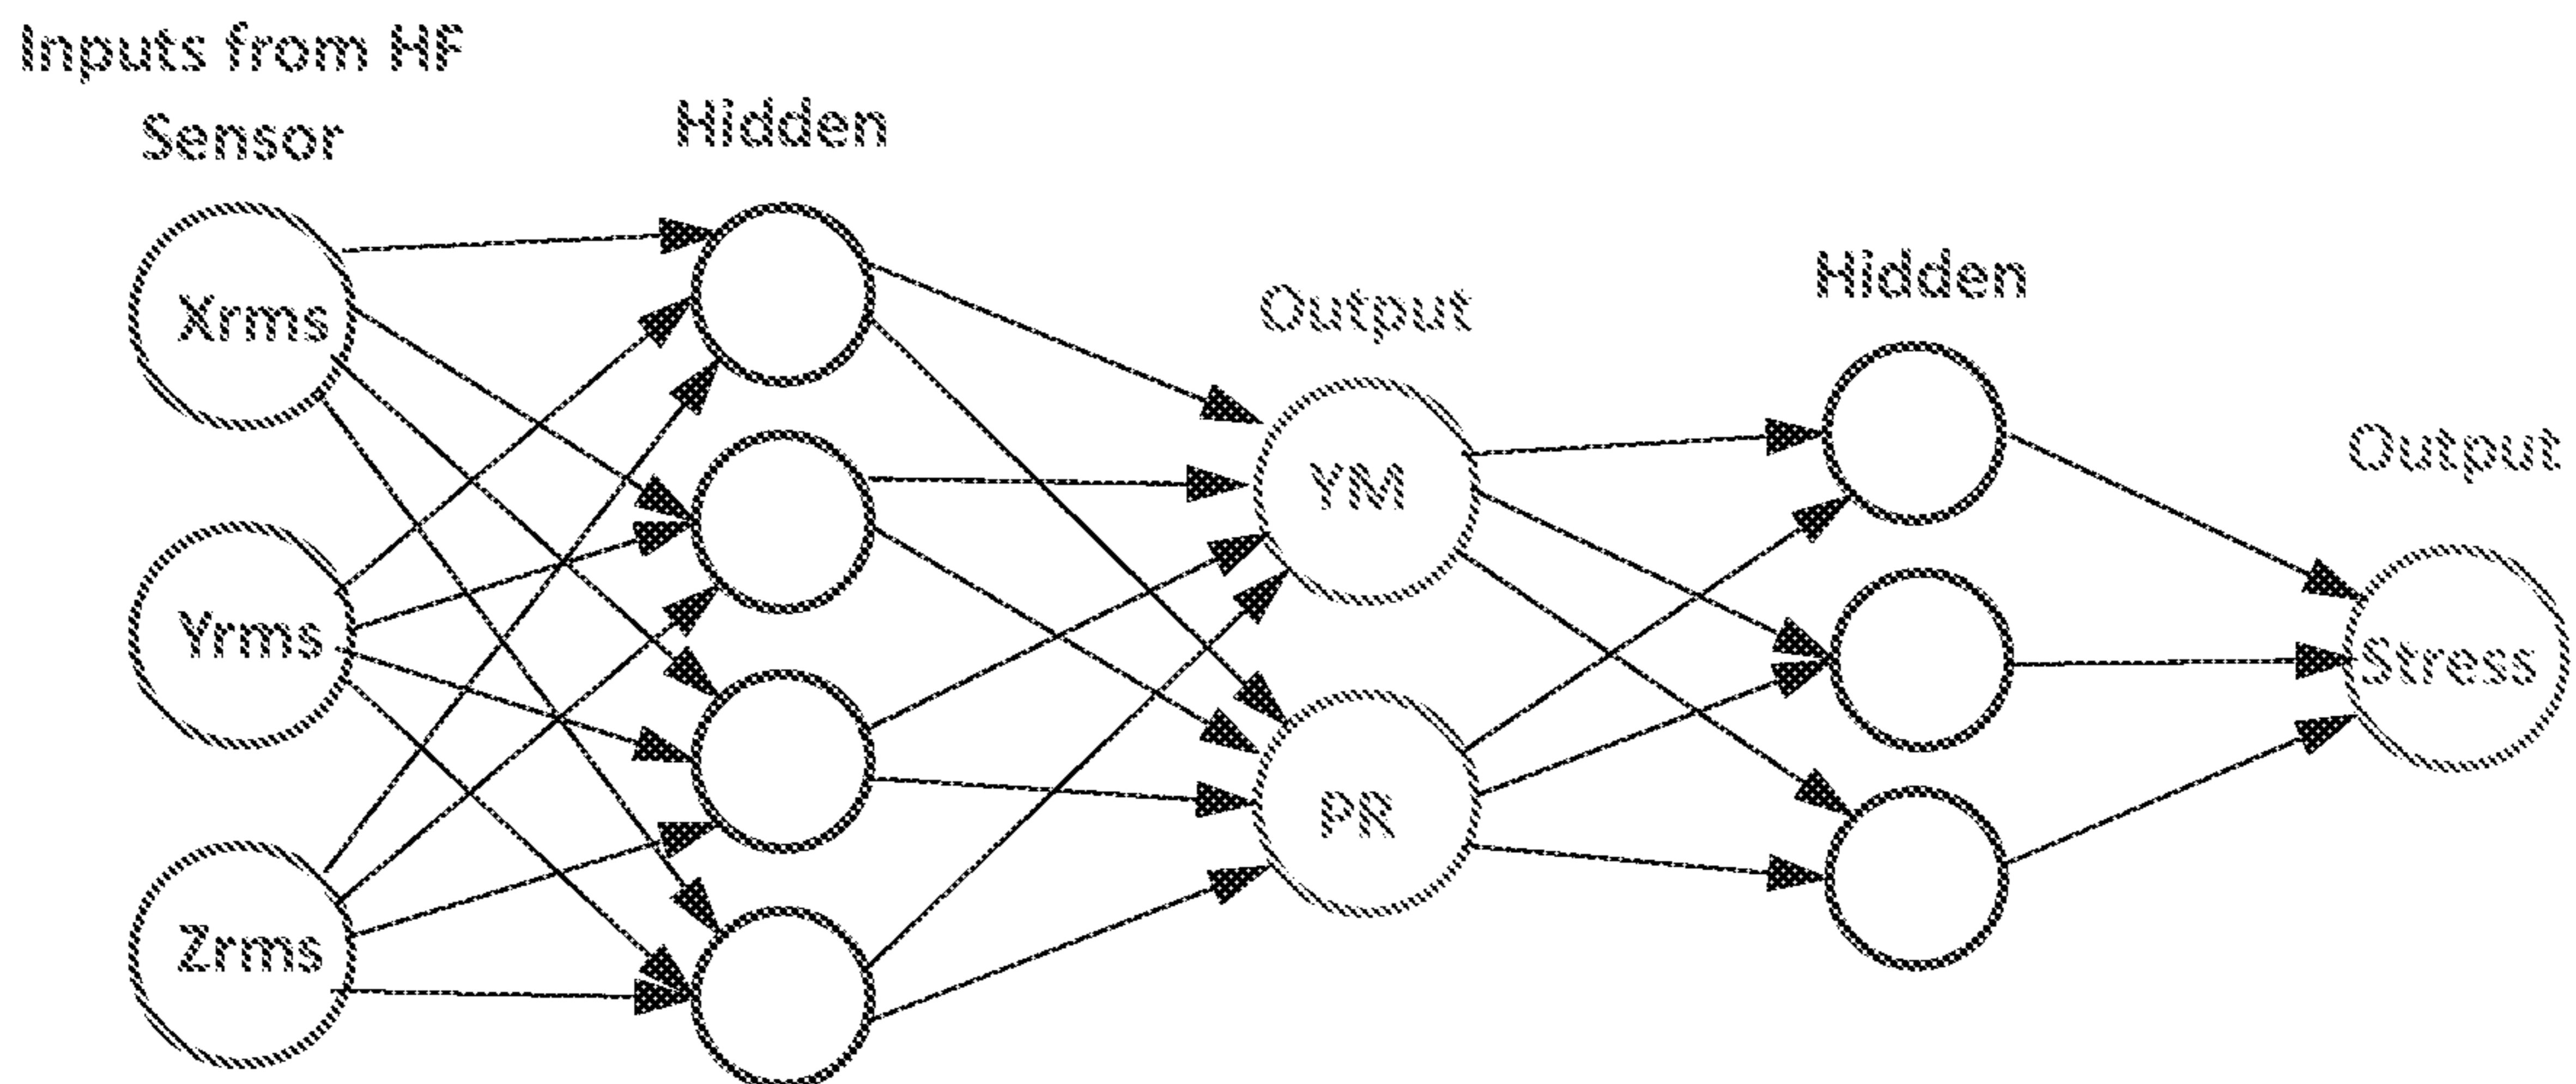 Inputs from HF
Sensor
Hidden
Xrms
Yrms
Zrms
Output
YM
PR
Hidden
Output
Stress